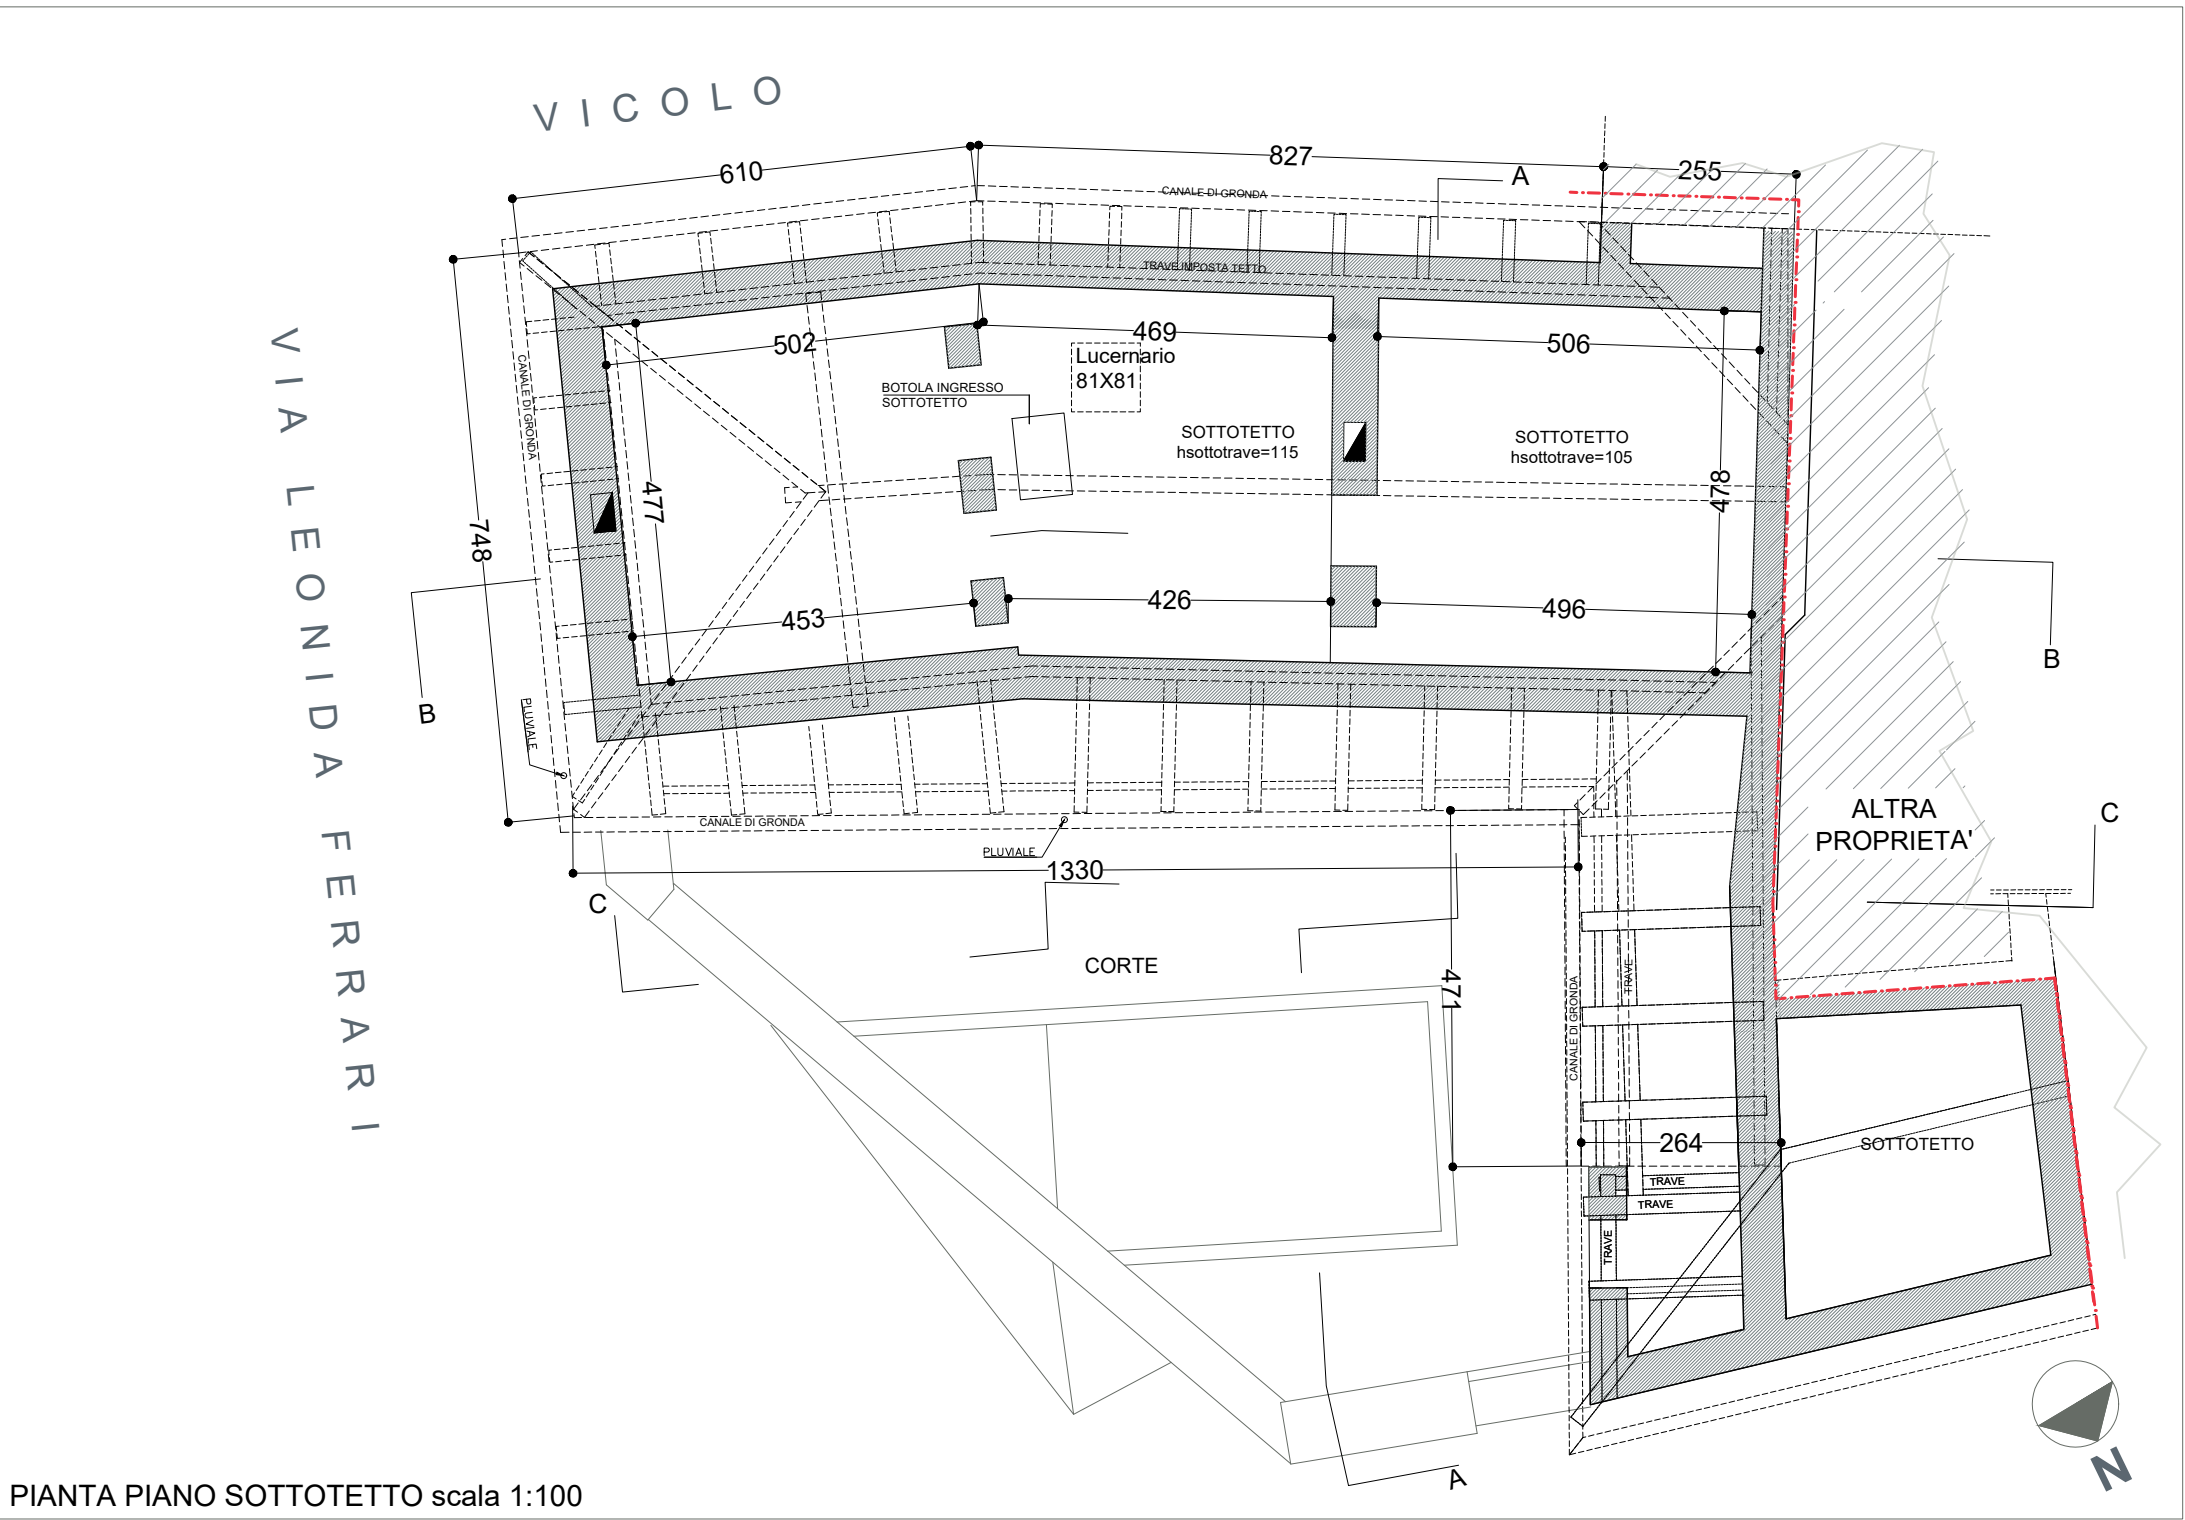 VICOLO
610
827
255
A
CANALE DI GRONDA
TRAVE IMPOSTA TETTO
502
469
506
Lucernario
81X81
BOTOLA INGRESSO
SOTTOTETTO
SOTTOTETTO
hsottotrave=115
SOTTOTETTO
hsottotrave=105
CANALE DI GRONDA
VIA LEONIDA FERRARI
477
478
748
453
426
496
B
B
PLUVIALE
CANALE DI GRONDA
PLUVIALE
ALTRA
PROPRIETA'
C
1330
C
CORTE
471
CANALE DI GRONDA
TRAVE
264
SOTTOTETTO
TRAVE
TRAVE
TRAVE
A
N
PIANTA PIANO SOTTOTETTO scala 1:100